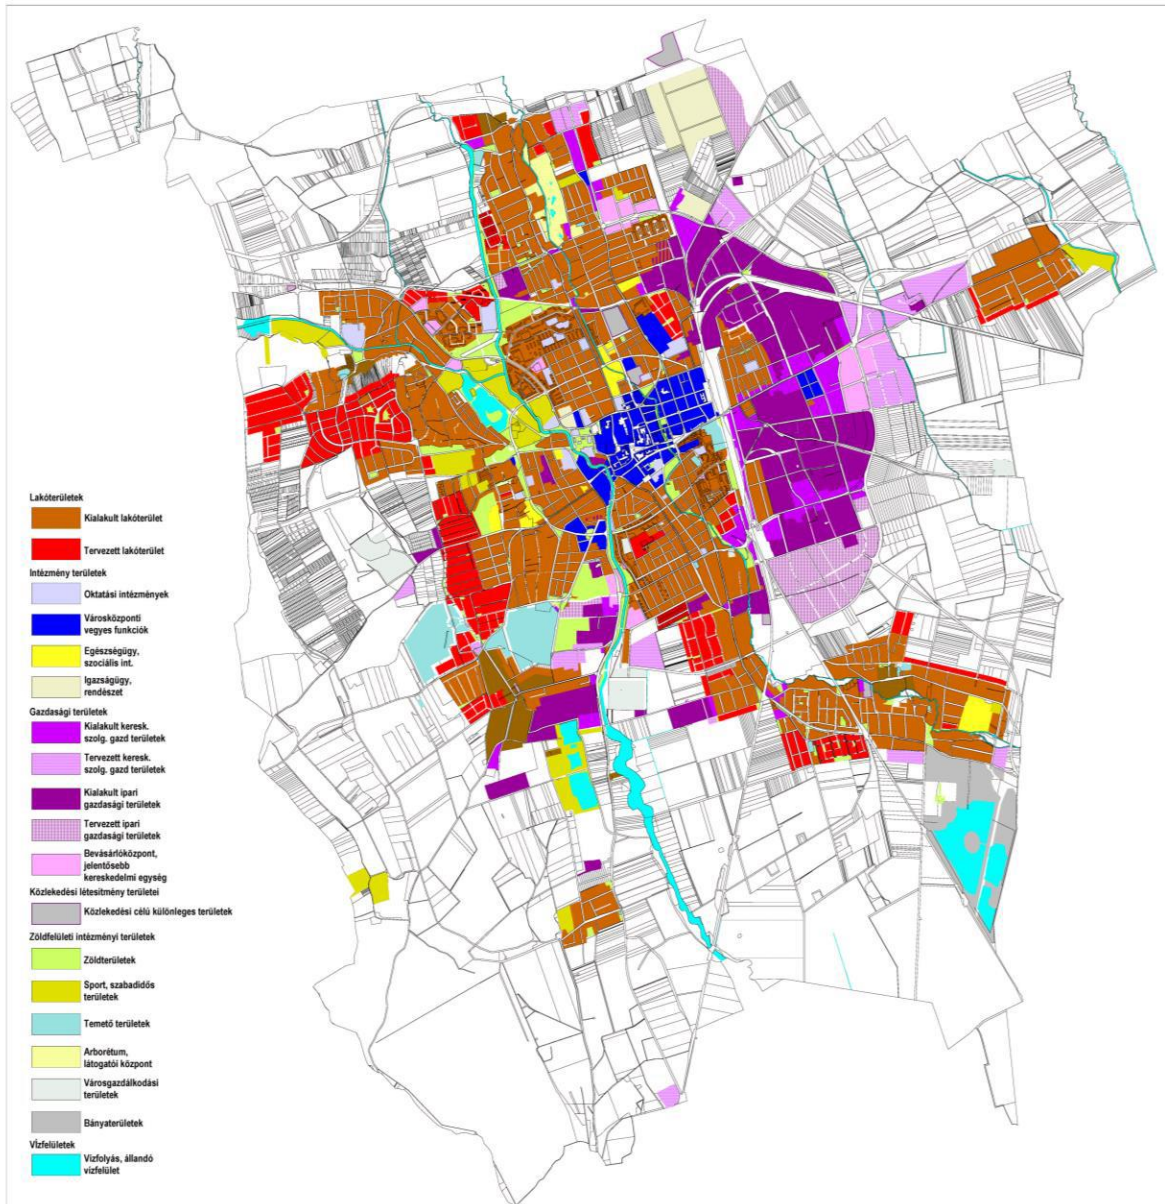 Lakóterületek
Kialakult lakóterület
Tervezett lakóterület
Intézmény területek
Oktatási intézmények
Városközponti
vegyes funkciók
Egészségügy,
szociális int.
Igazságügy,
rendészet
Gazdasági területek
Kialakult keresk.
szolg. gazd területek
Tervezett keresk.
szolg. gazd területek
Kialakult ipari
gazdasági területek
Tervezett ipari
gazdasági területek
Bevásárlóközpont,
jelentősebb
kereskedelmi egység
Közlekedési létesítmény területei
Közlekedési célú különleges területek
Zöldfelületi intézményi területek
Zöldterületek
Sport, szabadidős
területek
Temető területek
Arborétum,
látogatói központ
Városgazdálkodási
területek
Bányaterületek
Vízfelületek
Vízfolyás, állandó
vízfelület